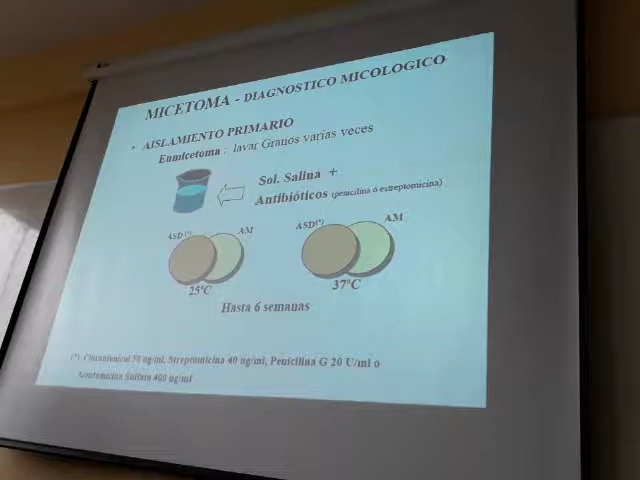 MICETOMA - DIAGNOSTICO MICOLOGICO
• AISLAMIENTO PRIMARIO
Eumicetoma : lavar Granos varias veces
Sol. Salina +
Antibióticos (penicilina ó estreptomicina)
ASD(*) AM ASD(*) AM
25°C 37°C
Hasta 6 semanas
(*) Cloranfenicol 50 ug/ml, Streptomicina 40 ug/ml, Penicilina G 20 U/ml o
Gentamicina Sulfato 400 ug/ml